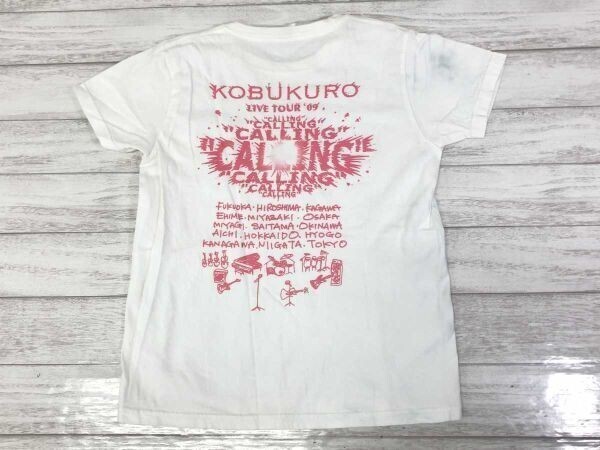 KOBUKURO
LIVE TOUR '09
"CALLING"
"CALLING"
"CALLING"
"CALLING"
"CALLING"
"CALLING"
"CALLING"
FUKUOKA・HIROSHIMA・KAGAWA
EHIME・MIYAZAKI・OSAKA
MIYAGI・SAITAMA・OKINAWA
AICHI・HOKKAIDO・HYOGO
KANAGAWA・NIIGATA・TOKYO